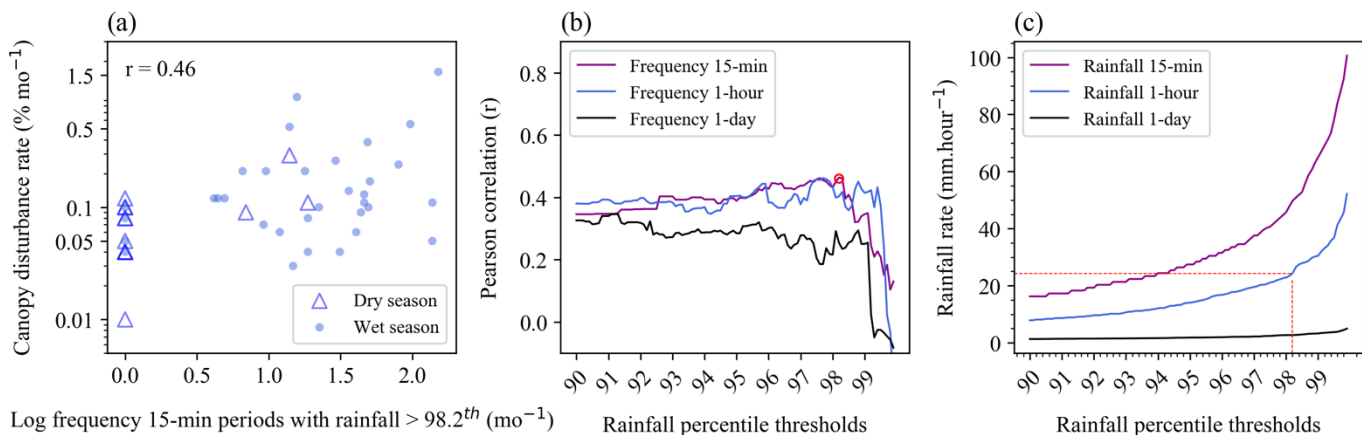 (a)
r = 0.46
Canopy disturbance rate (% mo⁻¹)
1.5
0.5
0.1
0.05
0.01
Dry season
Wet season
0.0 0.5 1.0 1.5 2.0
Log frequency 15-min periods with rainfall > 98.2ᵗʰ (mo⁻¹)
(b)
Frequency 15-min
Frequency 1-hour
Frequency 1-day
Pearson correlation (r)
0.8
0.6
0.4
0.2
0.0
90 91 92 93 94 95 96 97 98 99
Rainfall percentile thresholds
(c)
Rainfall 15-min
Rainfall 1-hour
Rainfall 1-day
Rainfall rate (mm.hour⁻¹)
100
80
60
40
20
0
90 91 92 93 94 95 96 97 98 99
Rainfall percentile thresholds